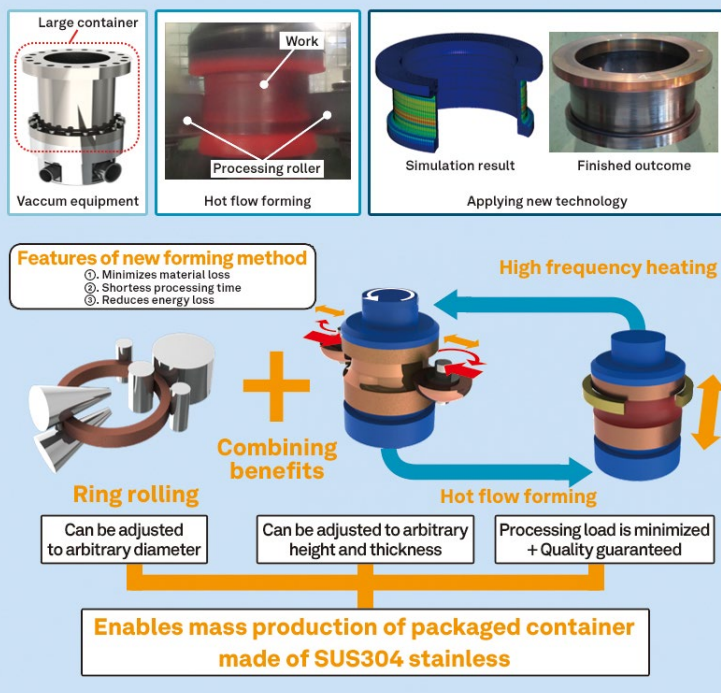 Large container
Vaccum equipment
Work
Processing roller
Hot flow forming
Simulation result
Finished outcome
Applying new technology
Features of new forming method
①. Minimizes material loss
②. Shortess processing time
③. Reduces energy loss
High frequency heating
Combining
benefits
Ring rolling
Hot flow forming
Can be adjusted
to arbitrary diameter
Can be adjusted to arbitrary
height and thickness
Processing load is minimized
+ Quality guaranteed
Enables mass production of packaged container
made of SUS304 stainless